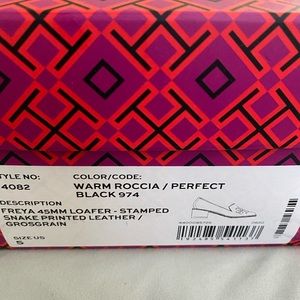 STYLE NO:
4082
COLOR/CODE:
WARM ROCCIA / PERFECT
BLACK 974
DESCRIPTION
FREYA 45MM LOAFER - STAMPED
SNAKE PRINTED LEATHER /
GROSGRAIN
SIZE US
5